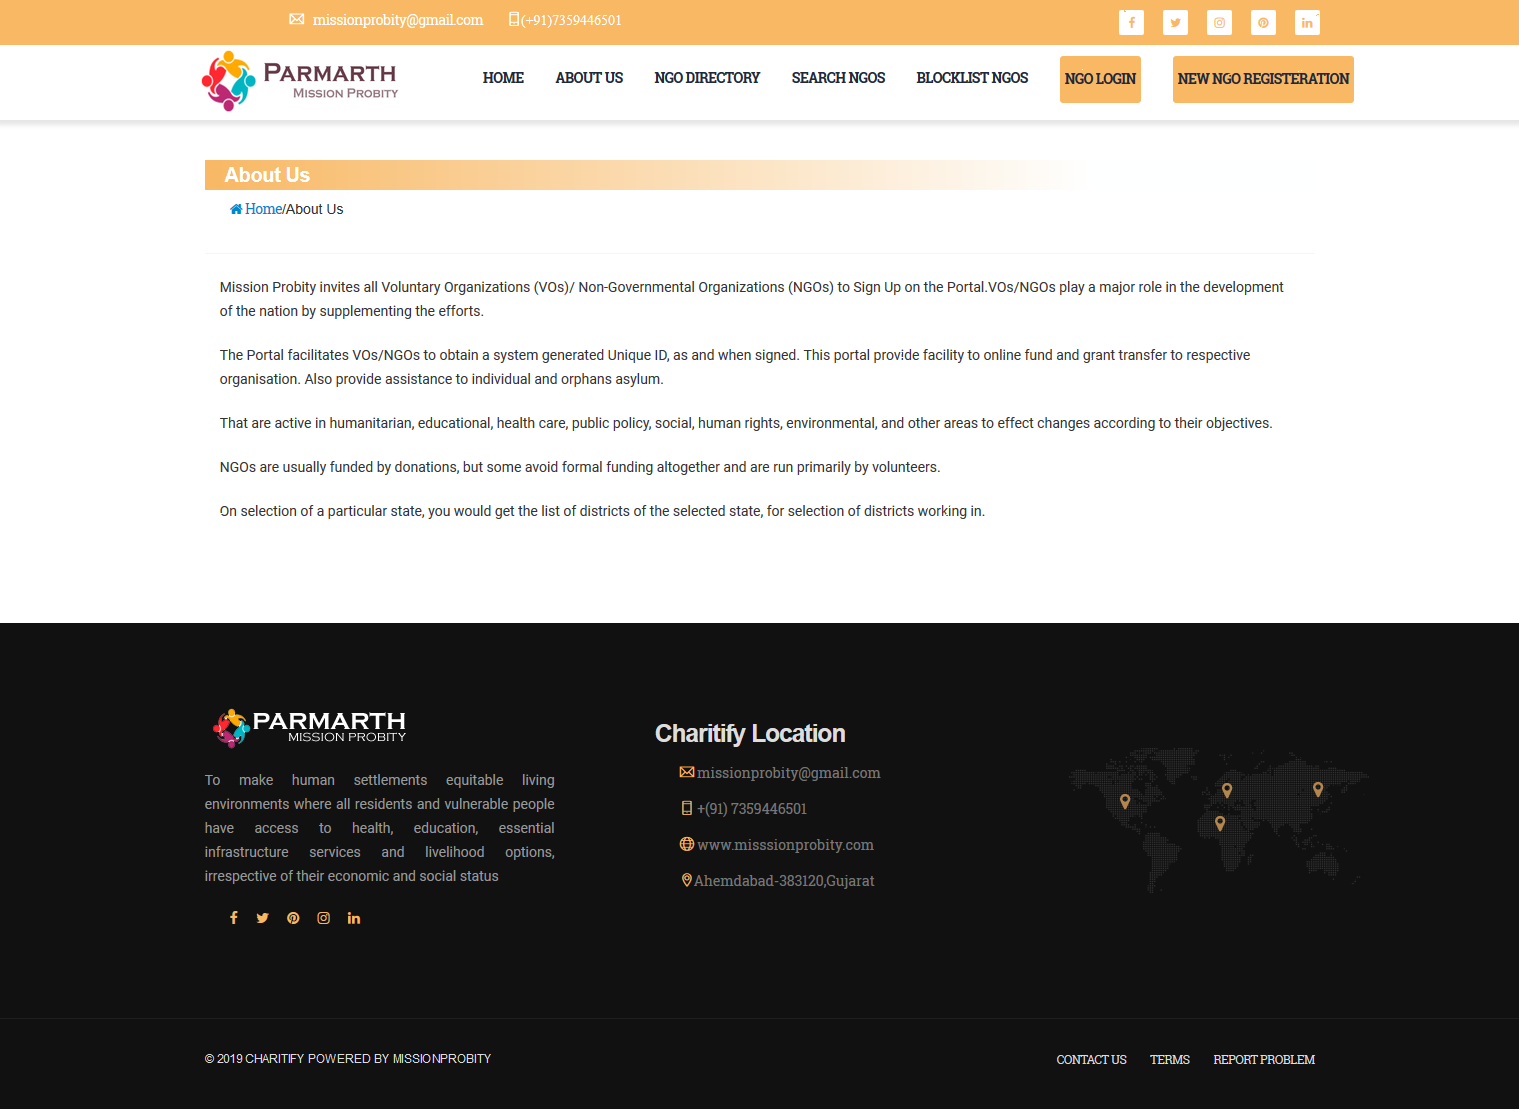 missionprobity@gmail.com (+91)7359446501
PARMARTH
MISSION PROBITY
HOME ABOUT US NGO DIRECTORY SEARCH NGOS BLOCKLIST NGOS NGO LOGIN NEW NGO REGISTERATION
About Us
Home/About Us
Mission Probity invites all Voluntary Organizations (VOs)/ Non-Governmental Organizations (NGOs) to Sign Up on the Portal.VOs/NGOs play a major role in the development
of the nation by supplementing the efforts.
The Portal facilitates VOs/NGOs to obtain a system generated Unique ID, as and when signed. This portal provide facility to online fund and grant transfer to respective
organisation. Also provide assistance to individual and orphans asylum.
That are active in humanitarian, educational, health care, public policy, social, human rights, environmental, and other areas to effect changes according to their objectives.
NGOs are usually funded by donations, but some avoid formal funding altogether and are run primarily by volunteers.
On selection of a particular state, you would get the list of districts of the selected state, for selection of districts working in.
PARMARTH
MISSION PROBITY
To make human settlements equitable living
environments where all residents and vulnerable people
have access to health, education, essential
infrastructure services and livelihood options,
irrespective of their economic and social status
Charitify Location
missionprobity@gmail.com
+(91) 7359446501
www.misssionprobity.com
Ahemdabad-383120,Gujarat
© 2019 CHARITIFY POWERED BY MISSIONPROBITY
CONTACT US TERMS REPORT PROBLEM